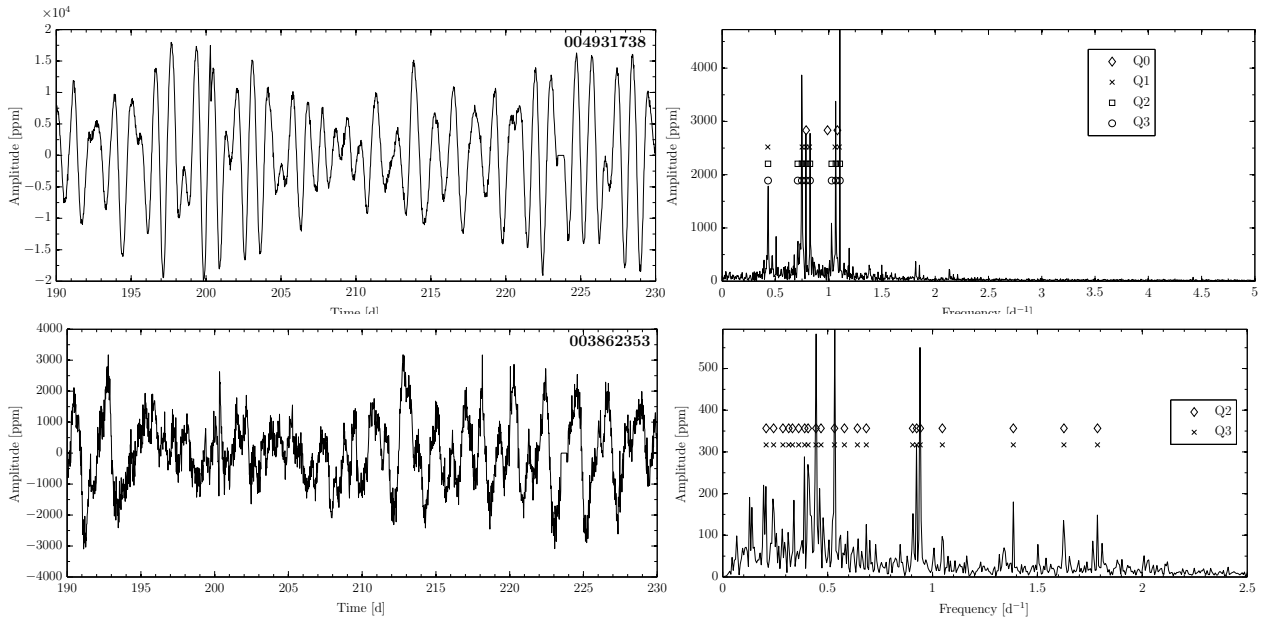 ×10⁴
004931738
2
1.5
1
0.5
0
−0.5
−1
−1.5
−2
Amplitude [ppm]
190 195 200 205 210 215 220 225 230
Time [d]
4000
3000
2000
1000
0
Amplitude [ppm]
Q0
Q1
Q2
Q3
0 0.5 1 1.5 2 2.5 3 3.5 4 4.5 5
Frequency [d⁻¹]
003862353
4000
3000
2000
1000
0
−1000
−2000
−3000
−4000
Amplitude [ppm]
190 195 200 205 210 215 220 225 230
Time [d]
500
400
300
200
100
0
Amplitude [ppm]
Q2
Q3
0 0.5 1 1.5 2 2.5
Frequency [d⁻¹]